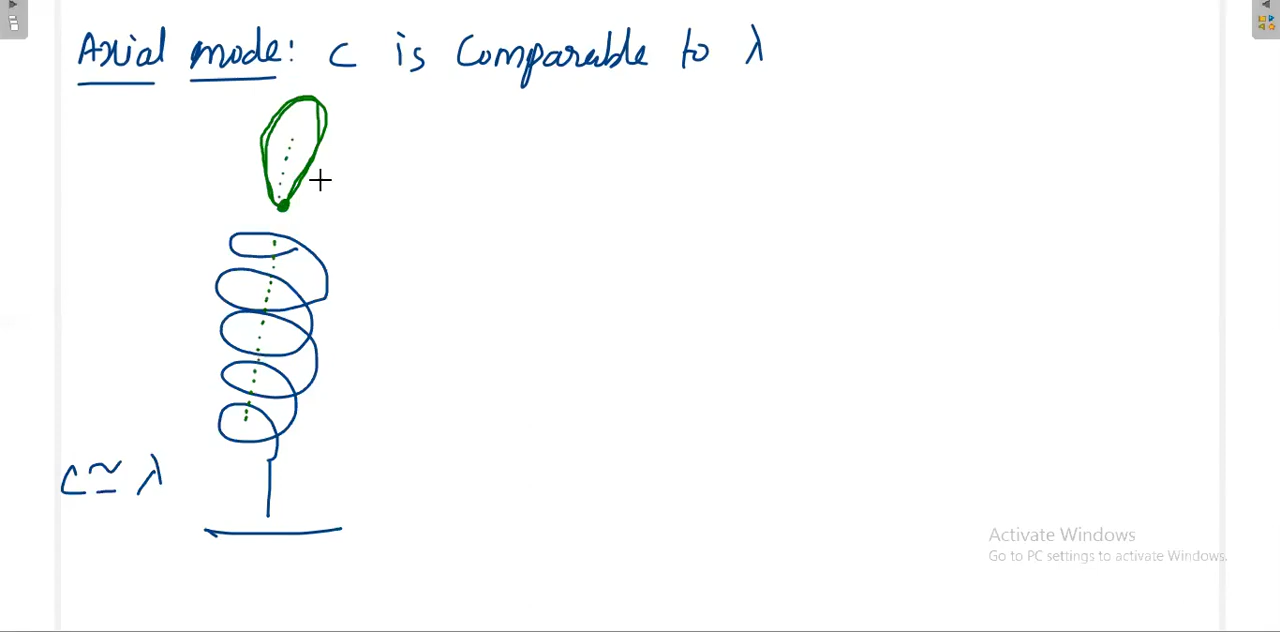 Axial mode: C is Comparable to λ
C ≃ λ
Activate Windows
Go to PC settings to activate Windows.